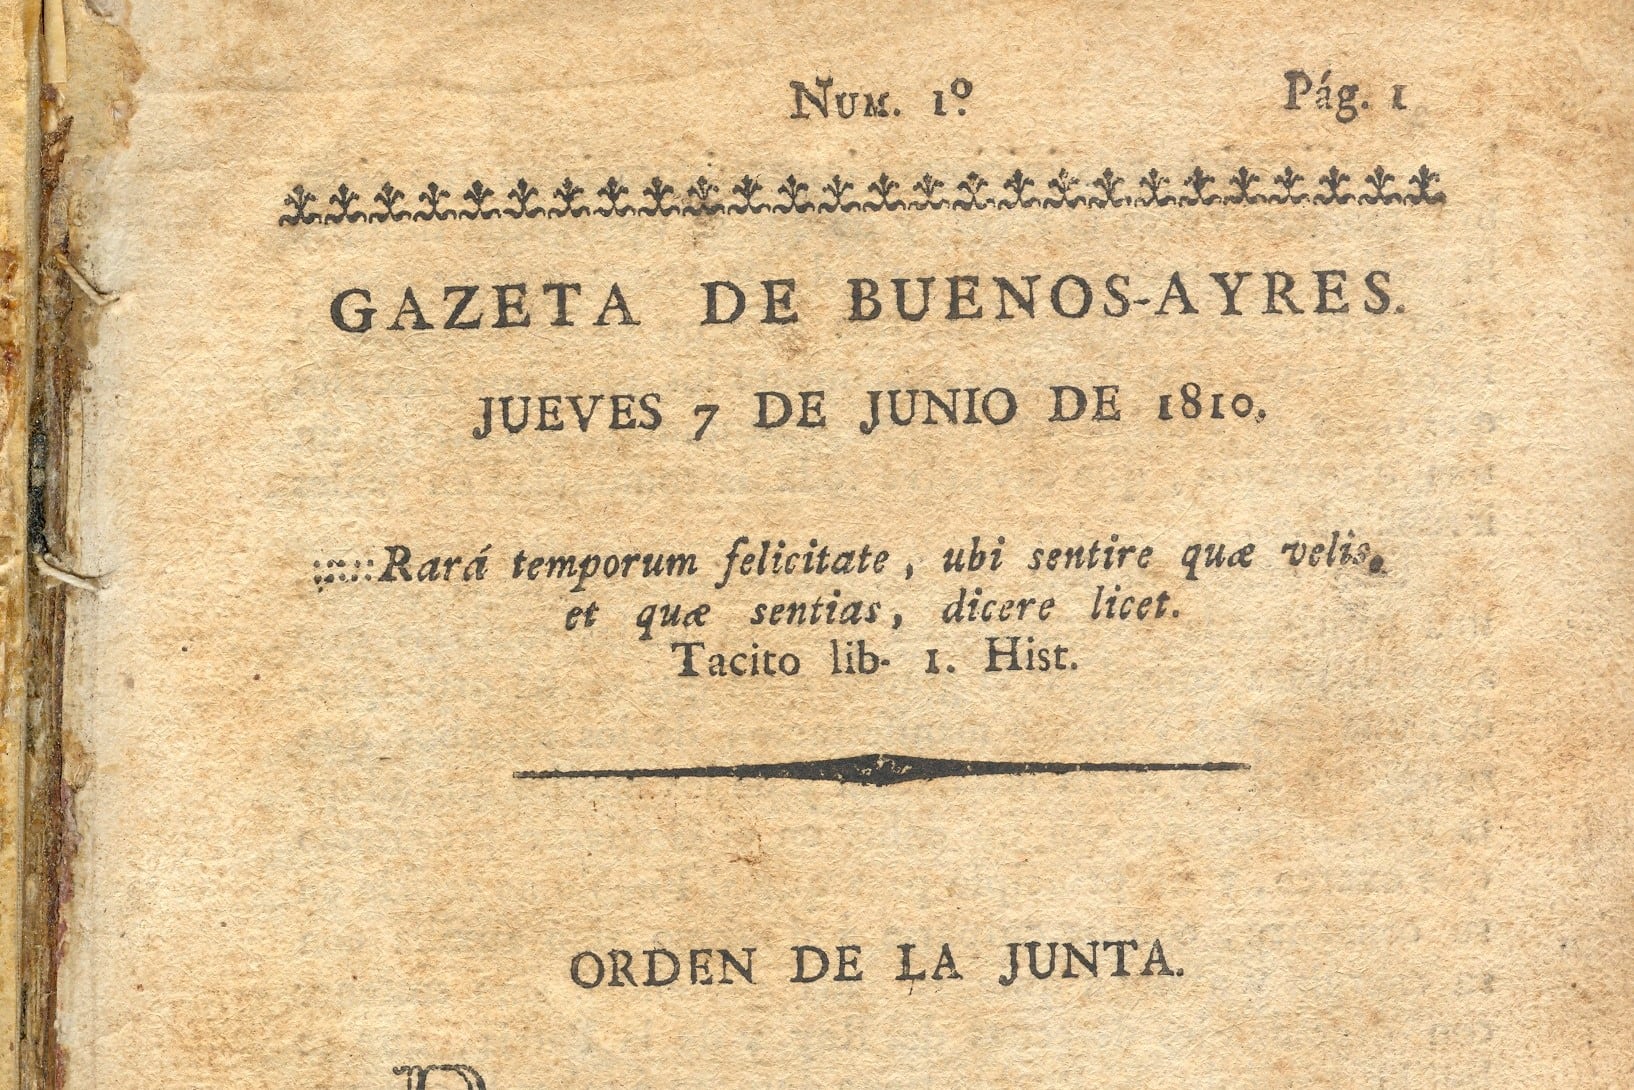 Num. 1º Pág. 1
GAZETA DE BUENOS-AYRES.
JUEVES 7 DE JUNIO DE 1810.
::::::Rará temporum felicitate, ubi sentire quæ velis,
et quæ sentias, dicere licet.
Tacito lib- 1. Hist.
ORDEN DE LA JUNTA.